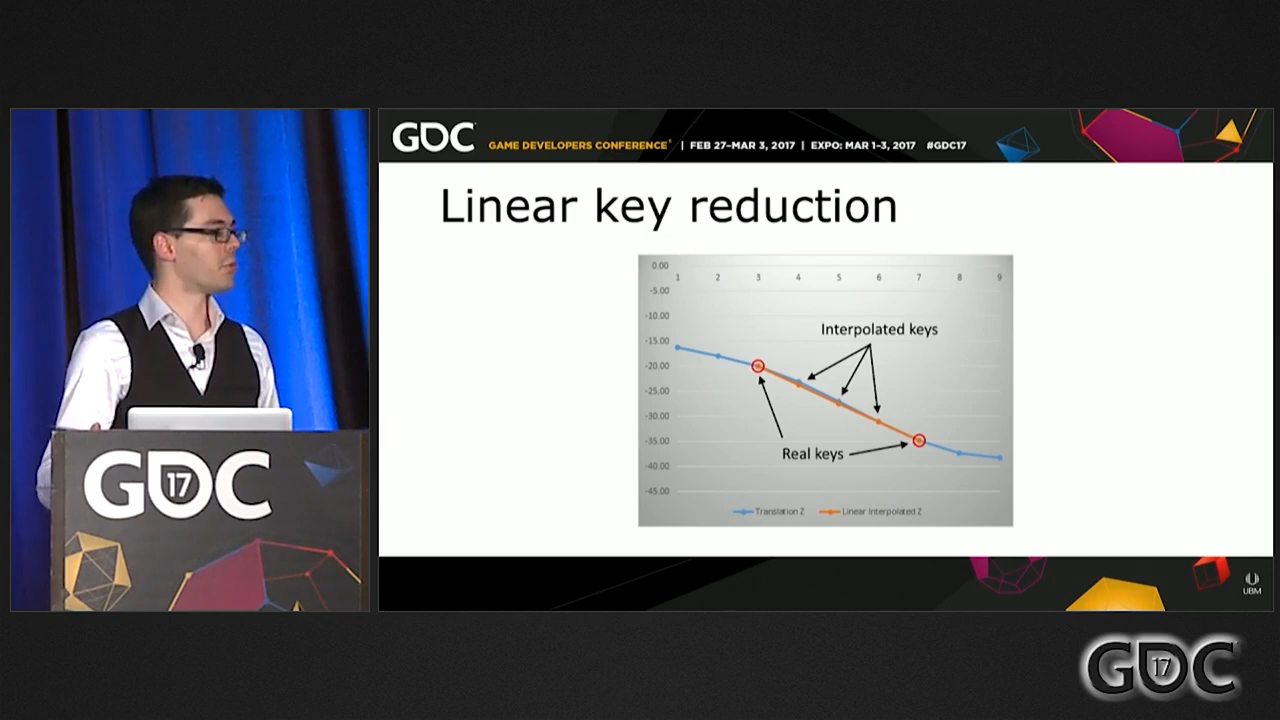 GDC
GAME DEVELOPERS CONFERENCE® | FEB 27–MAR 3, 2017 | EXPO: MAR 1–3, 2017 #GDC17
Linear key reduction
0.00
1 2 3 4 5 6 7 8 9
-5.00
-10.00
-15.00
-20.00
-25.00
-30.00
-35.00
-40.00
-45.00
Interpolated keys
Real keys
Translation Z
Linear Interpolated Z
GDC
17
UBM
GDC
17